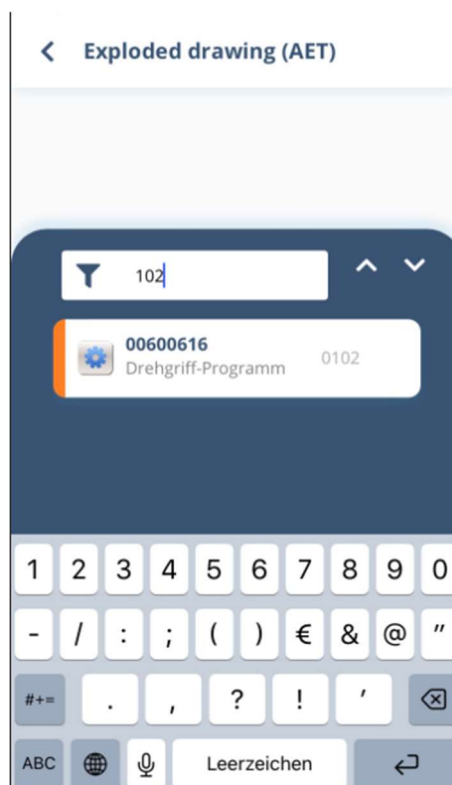 Exploded drawing (AET)
102
00600616
Drehgriff-Programm
0102
1 2 3 4 5 6 7 8 9 0
- / : ; ( ) € & @ "
#+= . , ? ! '
ABC Leerzeichen